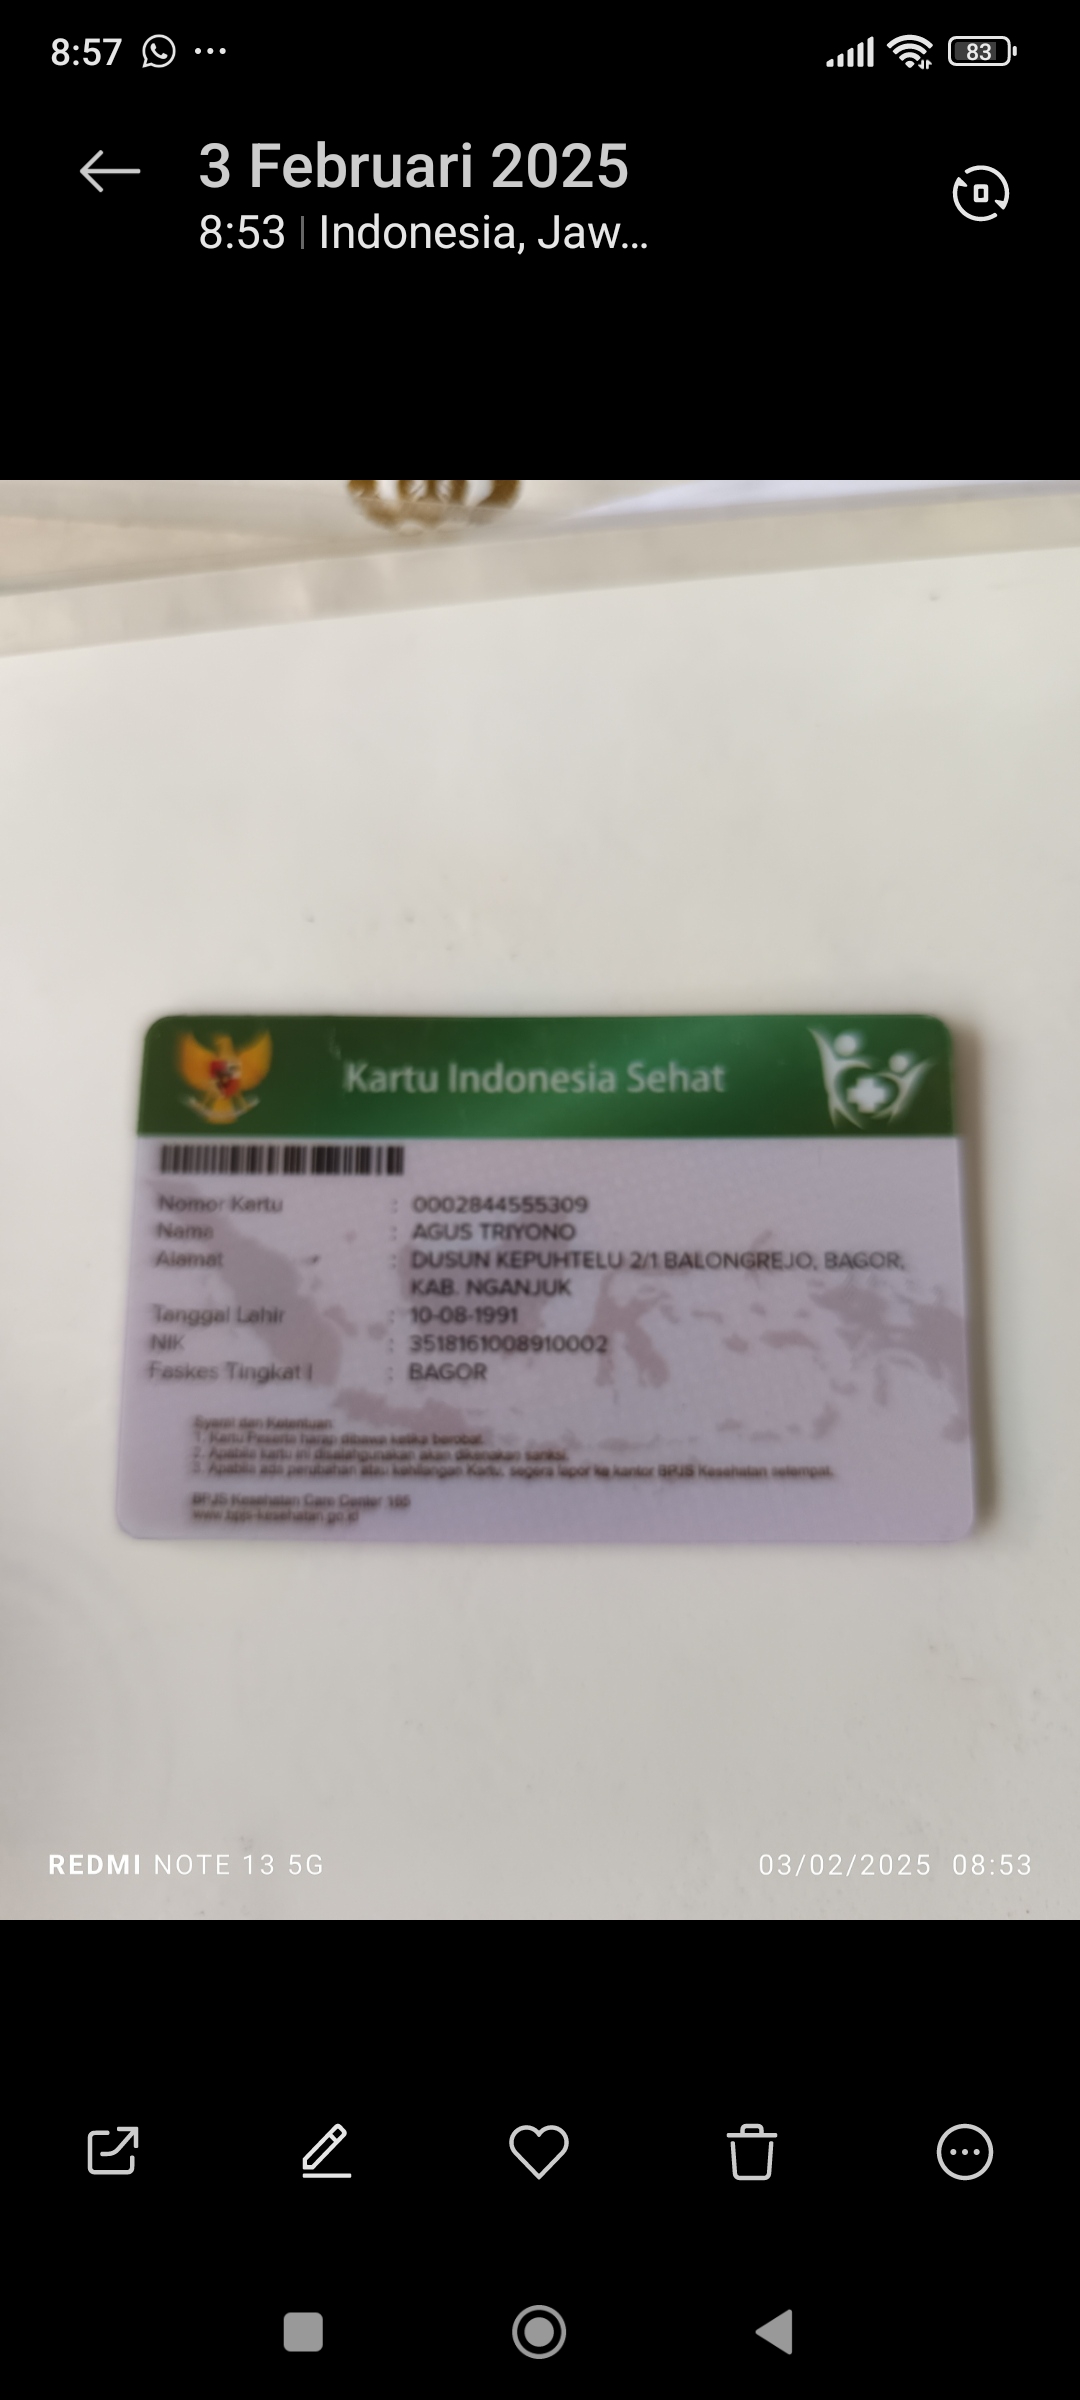 8:57
83
3 Februari 2025
8:53 | Indonesia, Jaw...
Kartu Indonesia Sehat
Nomor Kartu : 0002844555309
Nama : AGUS TRIYONO
Alamat : DUSUN KEPUHTELU 2/1 BALONGREJO, BAGOR,
KAB. NGANJUK
Tanggal Lahir : 10-08-1991
NIK : 3518161008910002
Faskes Tingkat I : BAGOR
Syarat dan Ketentuan
1. Kartu Peserta harap dibawa ketika berobat.
2. Apabila kartu ini disalahgunakan akan dikenakan sanksi.
3. Apabila ada perubahan atau kehilangan Kartu, segera lapor ke kantor BPJS Kesehatan setempat.
BPJS Kesehatan Care Center 165
www.bpjs-kesehatan.go.id
REDMI NOTE 13 5G
03/02/2025 08:53